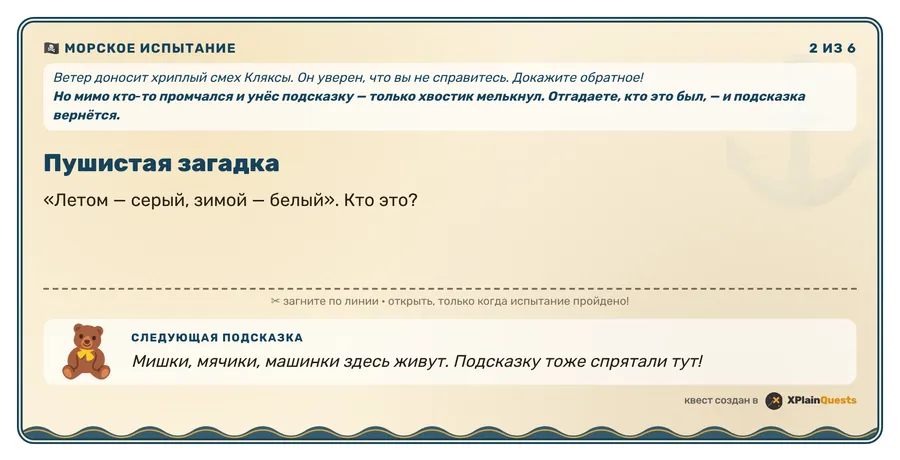 МОРСКОЕ ИСПЫТАНИЕ
2 ИЗ 6
Ветер доносит хриплый смех Кляксы. Он уверен, что вы не справитесь. Докажите обратное!
Но мимо кто-то промчался и унёс подсказку — только хвостик мелькнул. Отгадаете, кто это был, — и подсказка
вернётся.
Пушистая загадка
«Летом — серый, зимой — белый». Кто это?
✂ загните по линии • открыть, только когда испытание пройдено!
СЛЕДУЮЩАЯ ПОДСКАЗКА
Мишки, мячики, машинки здесь живут. Подсказку тоже спрятали тут!
квест создан в XPlainQuests